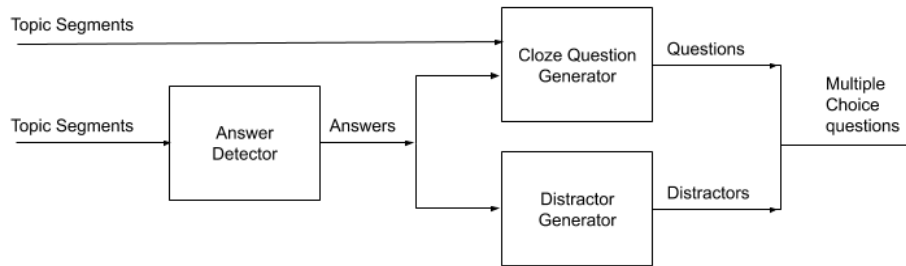 Topic Segments
Cloze Question
Generator
Questions
Multiple
Choice
questions
Topic Segments
Answer
Detector
Answers
Distractor
Generator
Distractors